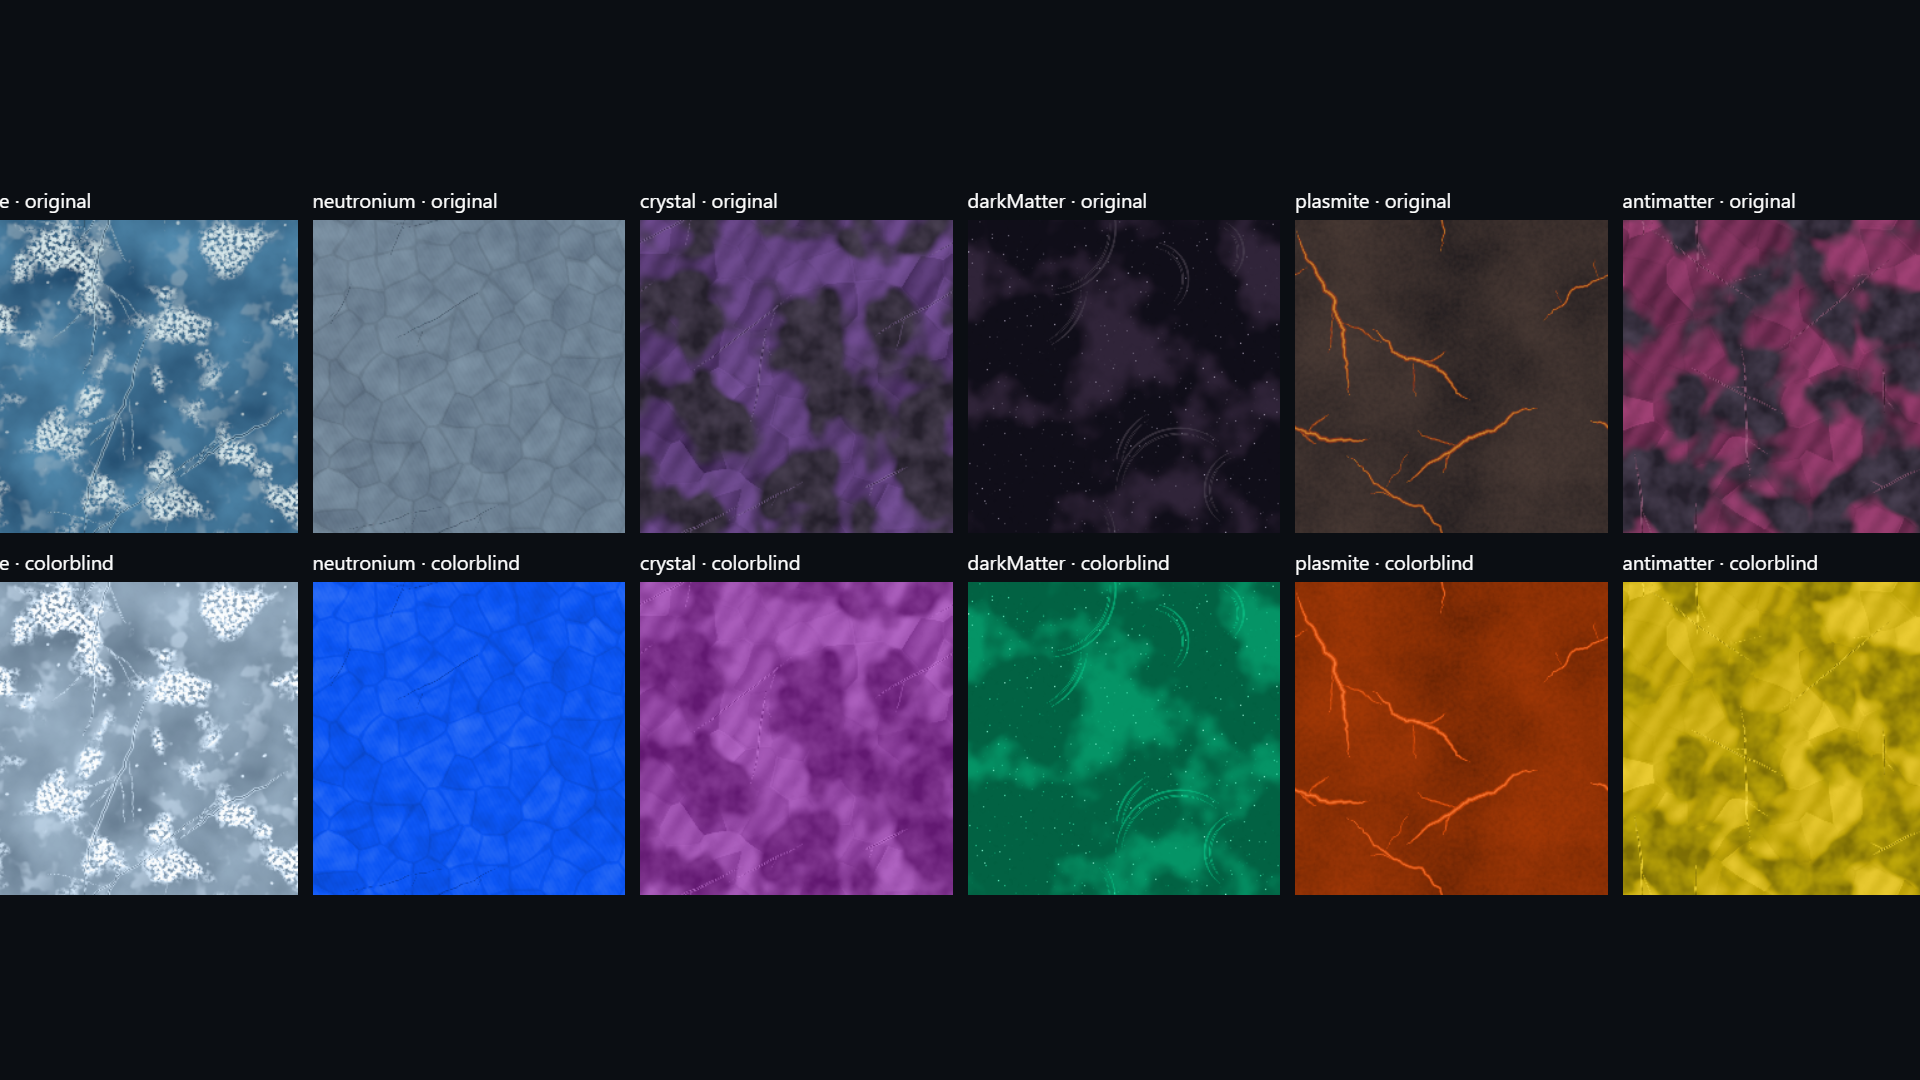 e · original
neutronium · original
crystal · original
darkMatter · original
plasmite · original
antimatter · original
e · colorblind
neutronium · colorblind
crystal · colorblind
darkMatter · colorblind
plasmite · colorblind
antimatter · colorblind